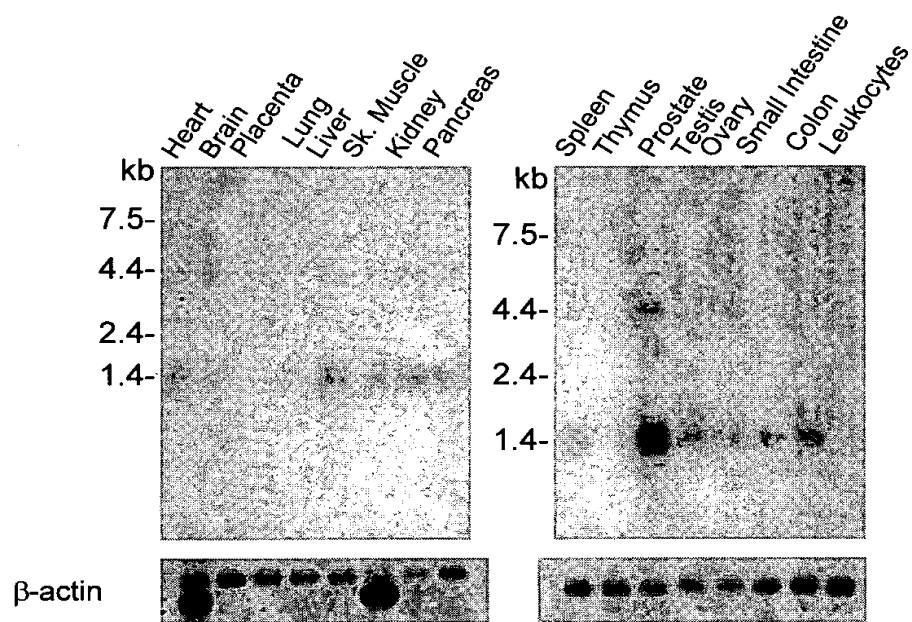 Heart
Brain
Placenta
Lung
Liver
Sk. Muscle
Kidney
Pancreas
kb
7.5-
4.4-
2.4-
1.4-
Spleen
Thymus
Prostate
Testis
Ovary
Small Intestine
Colon
Leukocytes
kb
7.5-
4.4-
2.4-
1.4-
β-actin